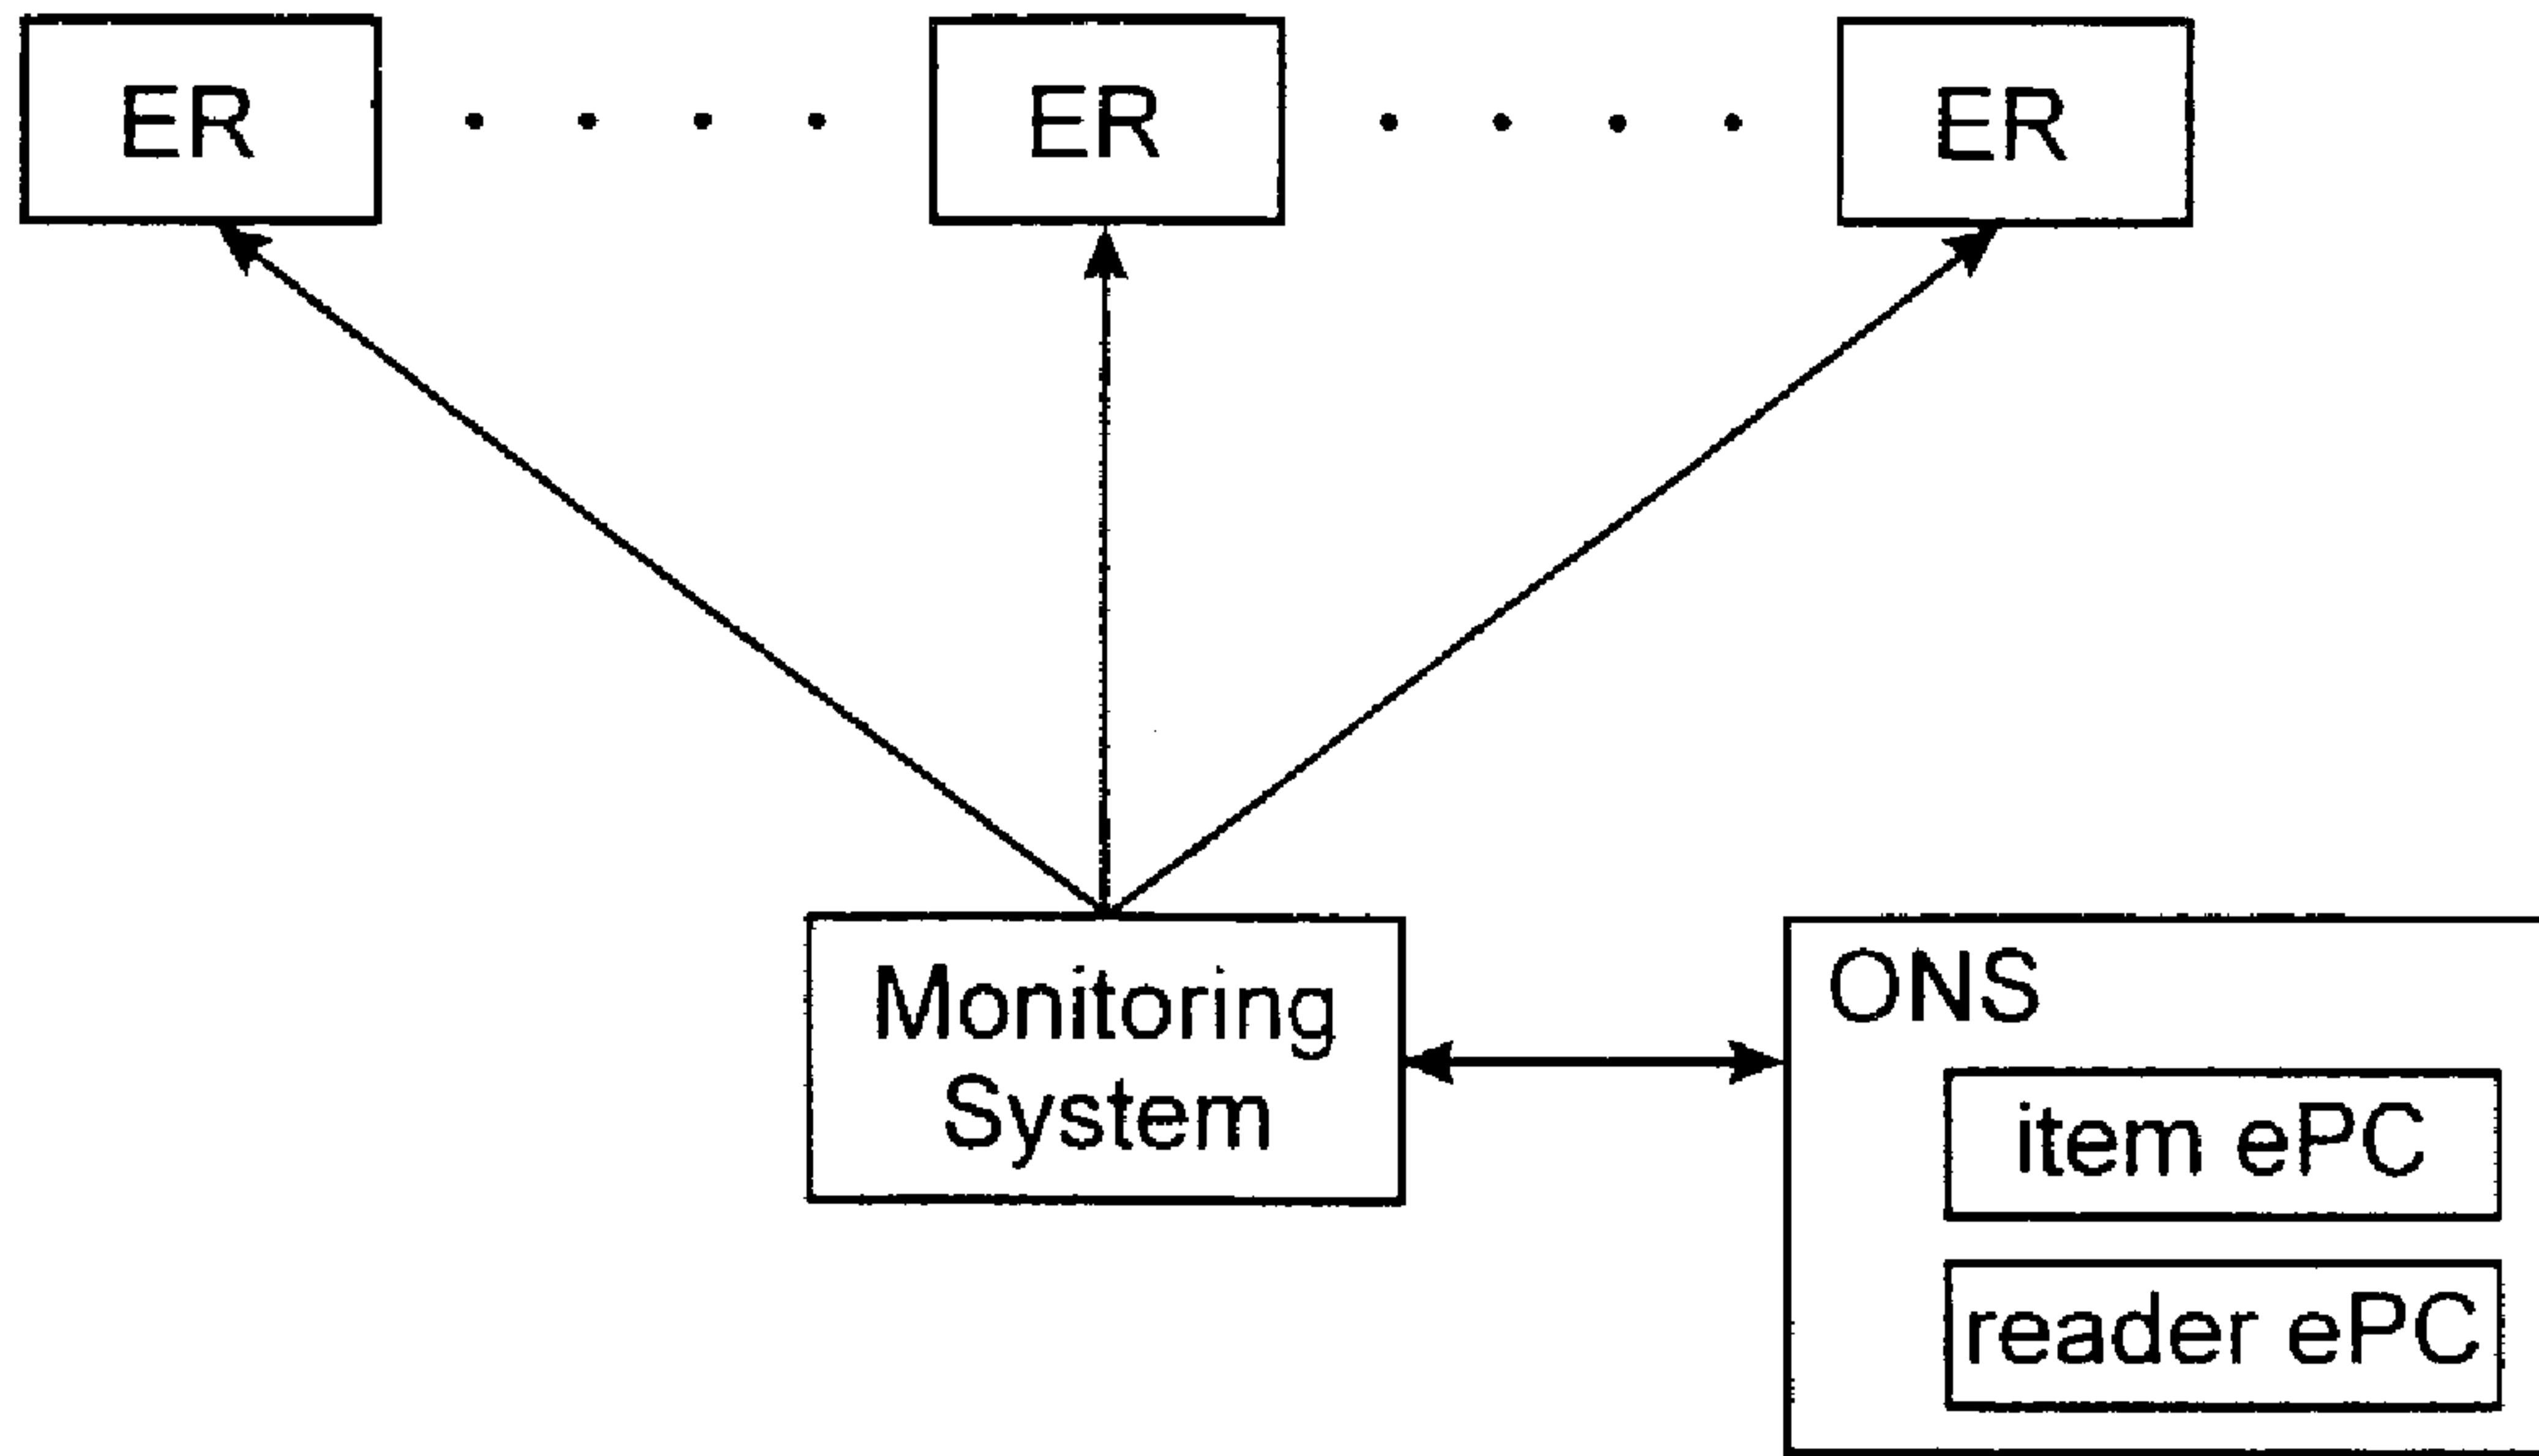 ER
ER
ER
Monitoring
System
ONS
item ePC
reader ePC